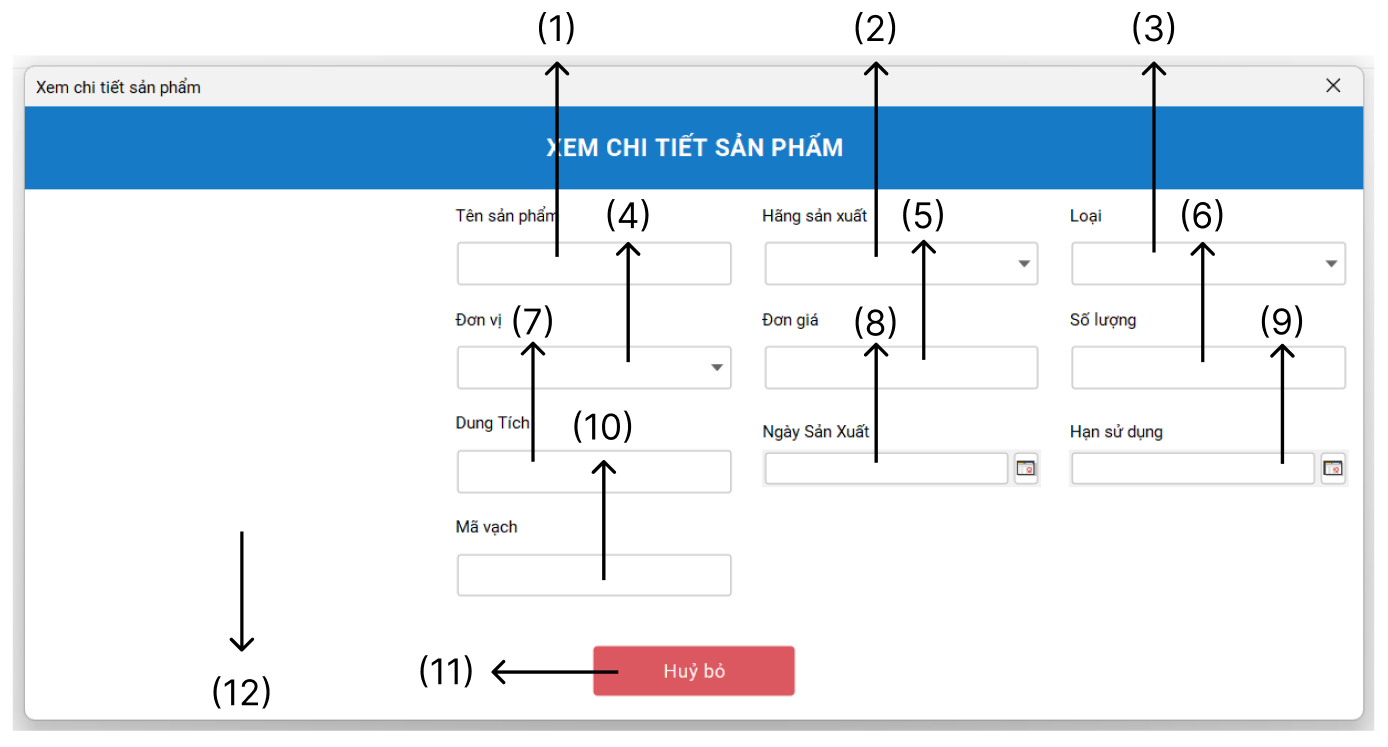 (1) (2) (3)
Xem chi tiết sản phẩm
XEM CHI TIẾT SẢN PHẨM
Tên sản phẩm (4) Hãng sản xuất (5) Loại (6)
Đơn vị (7) Đơn giá (8) Số lượng (9)
Dung Tích (10) Ngày Sản Xuất Hạn sử dụng
Mã vạch
(11) Huỷ bỏ
(12)